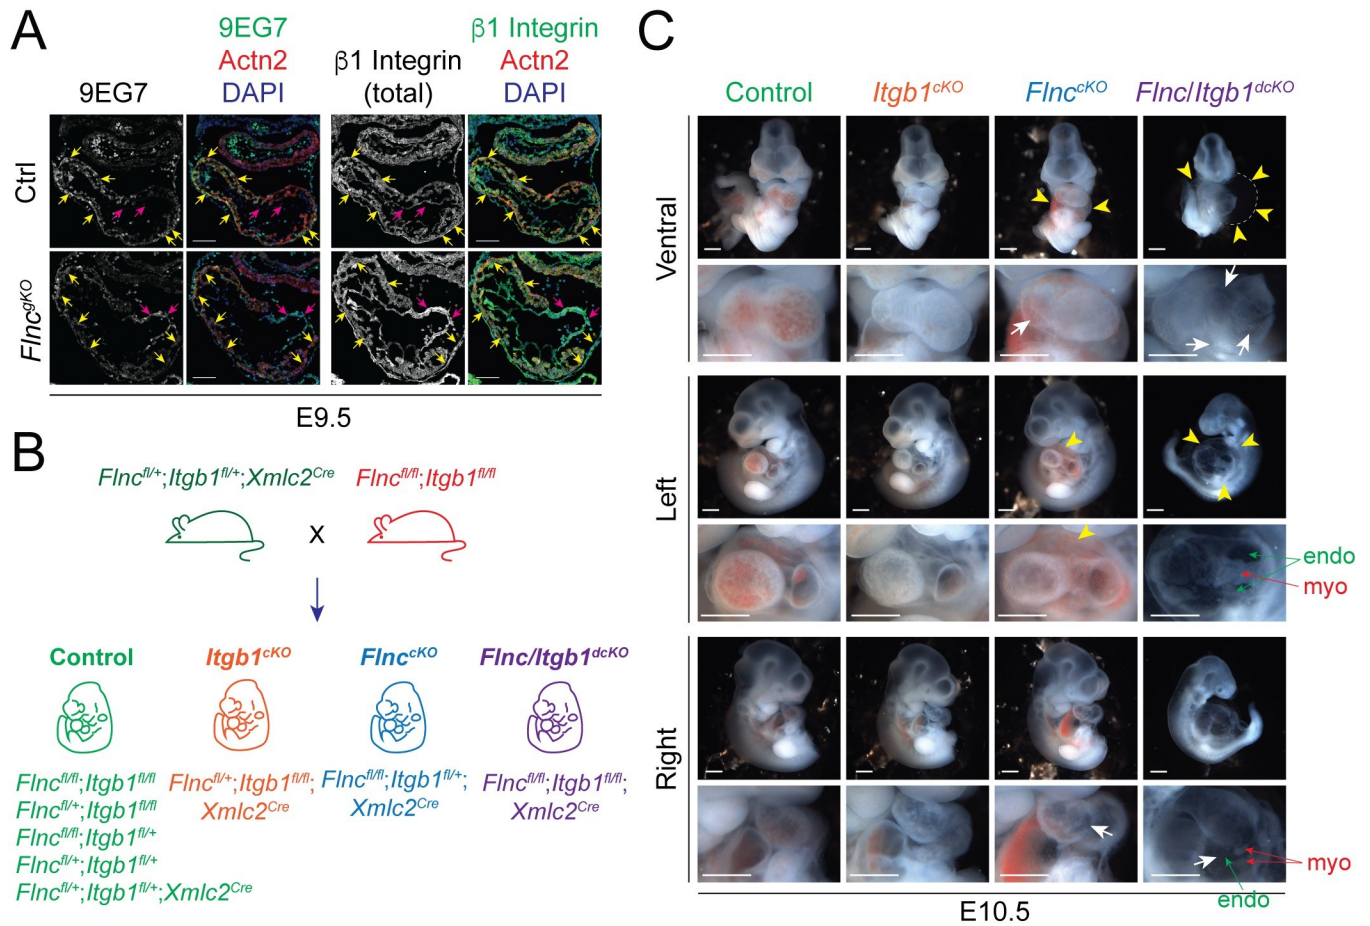 A
9EG7
9EG7
Actn2
DAPI
β1 Integrin
(total)
β1 Integrin
Actn2
DAPI
Ctrl
Flncgko
E9.5
B
Flncfl/+;Itgb1fl/+;Xmlc2Cre
Flncfl/fl;Itgb1fl/fl
X
Control
Itgb1cKO
FlnccKO
Flnc/Itgb1dcKO
Flncfl/fl;Itgb1fl/fl
Flncfl/+;Itgb1fl/fl
Flncfl/fl;Itgb1fl/+
Flncfl/+;Itgb1fl/+
Flncfl/+;Itgb1fl/+;Xmlc2Cre
Flncfl/+;Itgb1fl/fl;
Xmlc2Cre
Flncfl/fl;Itgb1fl/+;
Xmlc2Cre
Flncfl/fl;Itgb1fl/fl;
Xmlc2Cre
C
Control
Itgb1cKO
FlnccKO
Flnc/Itgb1dcKO
Ventral
Left
endo
myo
Right
myo
endo
E10.5